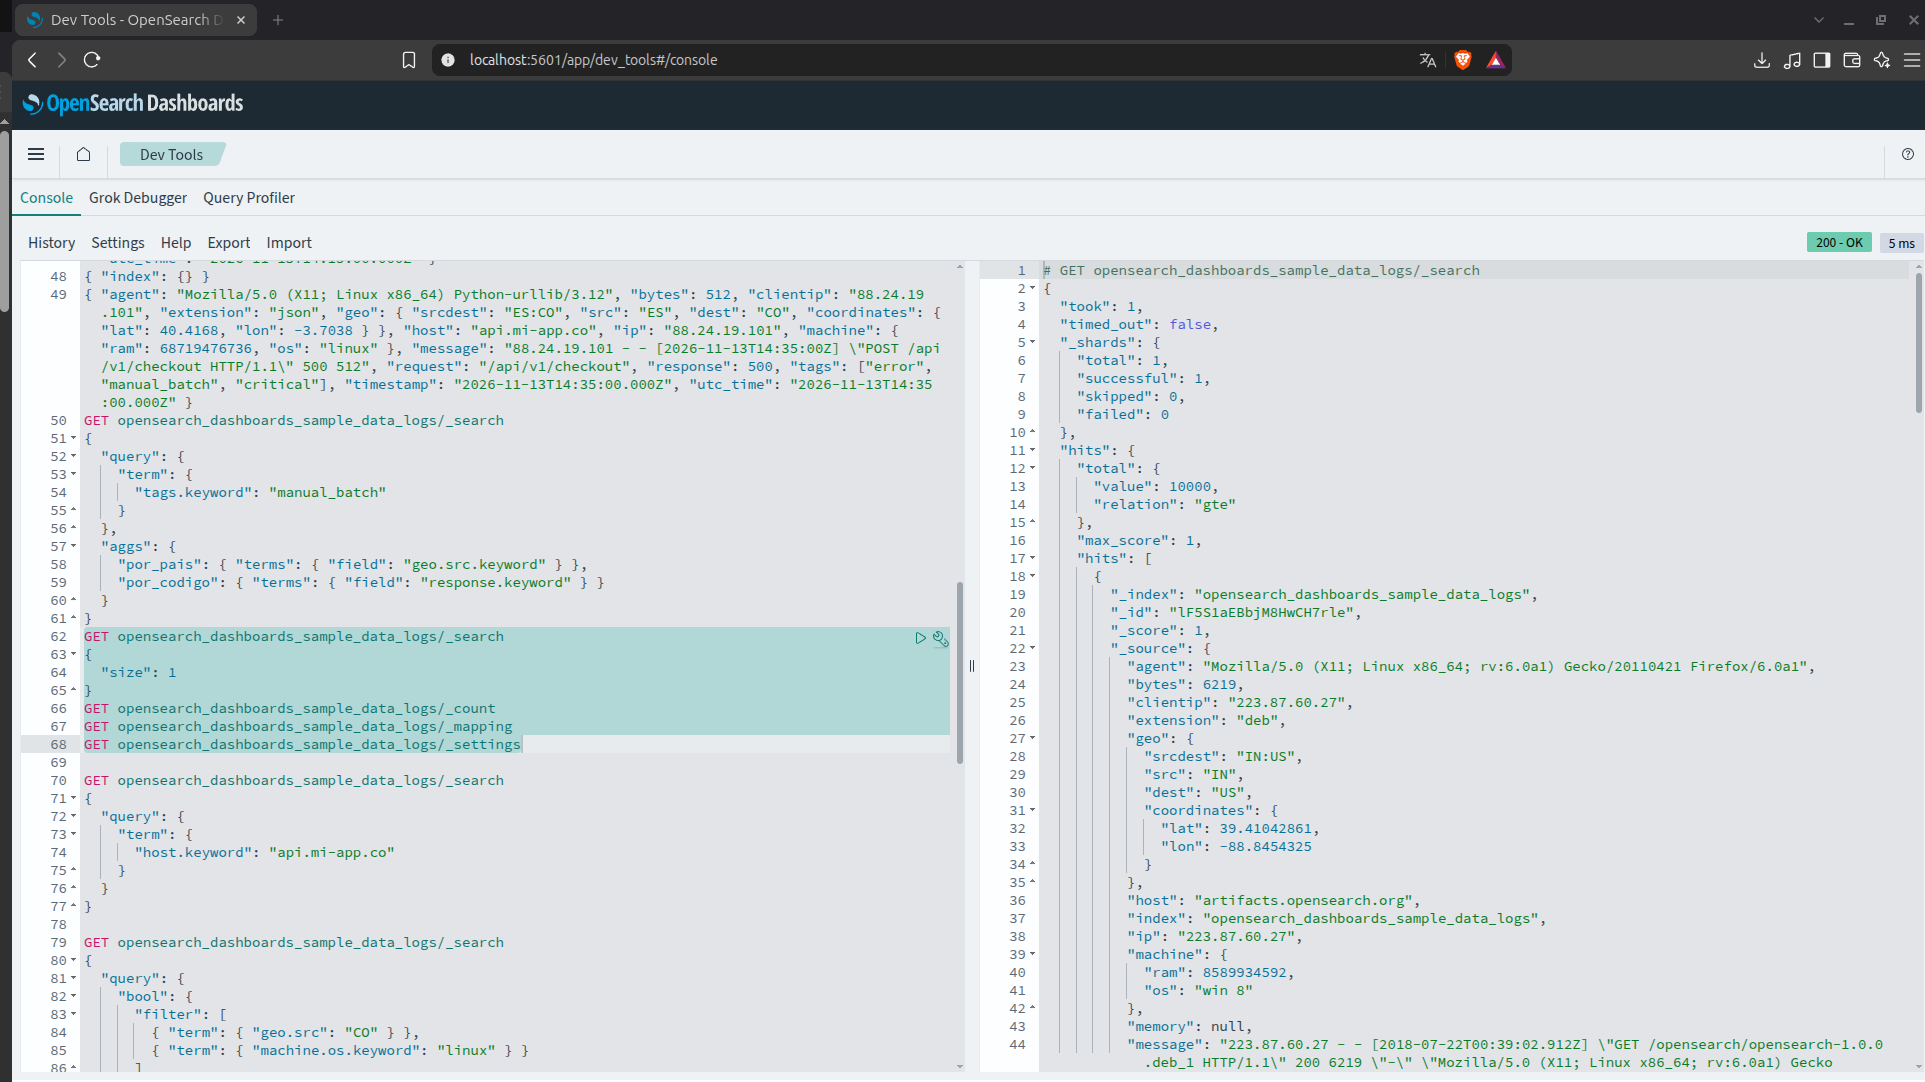 Dev Tools - OpenSearch D
localhost:5601/app/dev_tools#/console
OpenSearch Dashboards
Dev Tools
Console Grok Debugger Query Profiler
History Settings Help Export Import
200 - OK 5 ms
48 { "index": {} }
49 { "agent": "Mozilla/5.0 (X11; Linux x86_64) Python-urllib/3.12", "bytes": 512, "clientip": "88.24.19
.101", "extension": "json", "geo": { "srcdest": "ES:CO", "src": "ES", "dest": "CO", "coordinates": {
"lat": 40.4168, "lon": -3.7038 } }, "host": "api.mi-app.co", "ip": "88.24.19.101", "machine": {
"ram": 68719476736, "os": "linux" }, "message": "88.24.19.101 - - [2026-11-13T14:35:00Z] \"POST /api
/v1/checkout HTTP/1.1\" 500 512", "request": "/api/v1/checkout", "response": 500, "tags": ["error",
"manual_batch", "critical"], "timestamp": "2026-11-13T14:35:00.000Z", "utc_time": "2026-11-13T14:35
:00.000Z" }
50 GET opensearch_dashboards_sample_data_logs/_search
51 {
52 "query": {
53 "term": {
54 "tags.keyword": "manual_batch"
55 }
56 },
57 "aggs": {
58 "por_pais": { "terms": { "field": "geo.src.keyword" } },
59 "por_codigo": { "terms": { "field": "response.keyword" } }
60 }
61 }
62 GET opensearch_dashboards_sample_data_logs/_search
63 {
64 "size": 1
65 }
66 GET opensearch_dashboards_sample_data_logs/_count
67 GET opensearch_dashboards_sample_data_logs/_mapping
68 GET opensearch_dashboards_sample_data_logs/_settings
69
70 GET opensearch_dashboards_sample_data_logs/_search
71 {
72 "query": {
73 "term": {
74 "host.keyword": "api.mi-app.co"
75 }
76 }
77 }
78
79 GET opensearch_dashboards_sample_data_logs/_search
80 {
81 "query": {
82 "bool": {
83 "filter": [
84 { "term": { "geo.src": "CO" } },
85 { "term": { "machine.os.keyword": "linux" } }
86 ]
1 # GET opensearch_dashboards_sample_data_logs/_search
2 {
3 "took": 1,
4 "timed_out": false,
5 "_shards": {
6 "total": 1,
7 "successful": 1,
8 "skipped": 0,
9 "failed": 0
10 },
11 "hits": {
12 "total": {
13 "value": 10000,
14 "relation": "gte"
15 },
16 "max_score": 1,
17 "hits": [
18 {
19 "_index": "opensearch_dashboards_sample_data_logs",
20 "_id": "lF5S1aEBbjM8HwCH7rle",
21 "_score": 1,
22 "_source": {
23 "agent": "Mozilla/5.0 (X11; Linux x86_64; rv:6.0a1) Gecko/20110421 Firefox/6.0a1",
24 "bytes": 6219,
25 "clientip": "223.87.60.27",
26 "extension": "deb",
27 "geo": {
28 "srcdest": "IN:US",
29 "src": "IN",
30 "dest": "US",
31 "coordinates": {
32 "lat": 39.41042861,
33 "lon": -88.8454325
34 }
35 },
36 "host": "artifacts.opensearch.org",
37 "index": "opensearch_dashboards_sample_data_logs",
38 "ip": "223.87.60.27",
39 "machine": {
40 "ram": 8589934592,
41 "os": "win 8"
42 },
43 "memory": null,
44 "message": "223.87.60.27 - - [2018-07-22T00:39:02.912Z] \"GET /opensearch/opensearch-1.0.0
.deb_1 HTTP/1.1\" 200 6219 \"-\" \"Mozilla/5.0 (X11; Linux x86_64; rv:6.0a1) Gecko